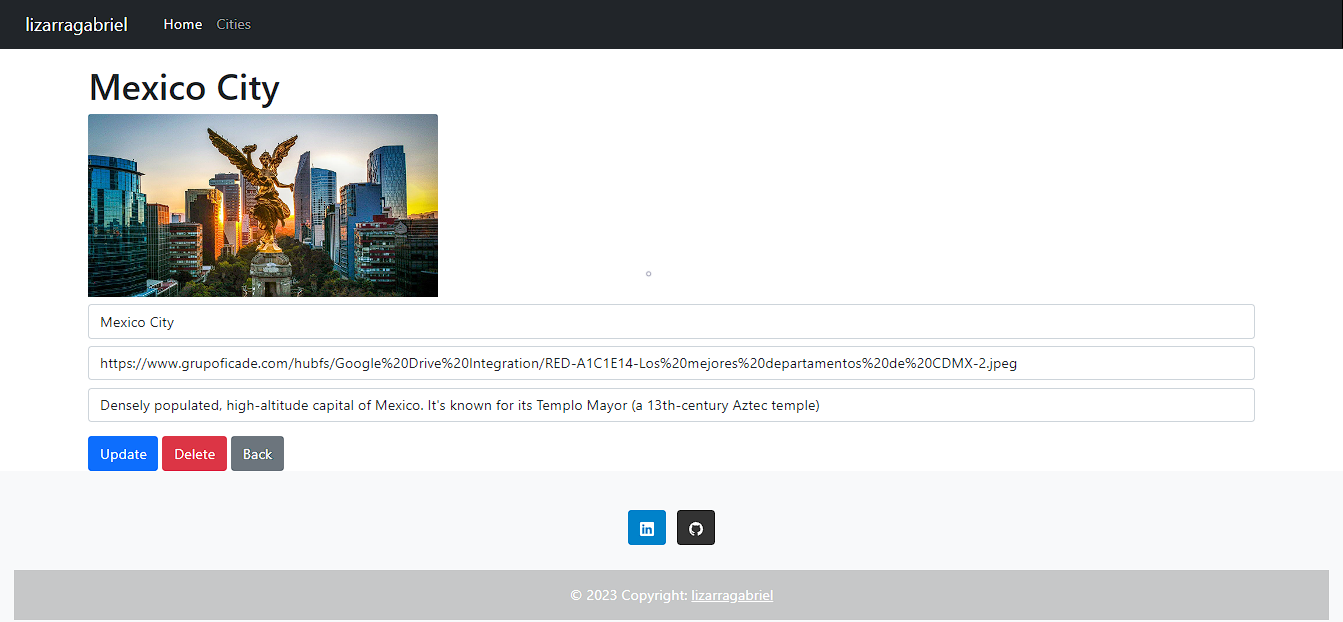 lizarragabriel Home Cities
Mexico City
Mexico City
https://www.grupoficade.com/hubfs/Google%20Drive%20Integration/RED-A1C1E14-Los%20mejores%20departamentos%20de%20CDMX-2.jpeg
Densely populated, high-altitude capital of Mexico. It's known for its Templo Mayor (a 13th-century Aztec temple)
Update Delete Back
in
© 2023 Copyright: lizarragabriel